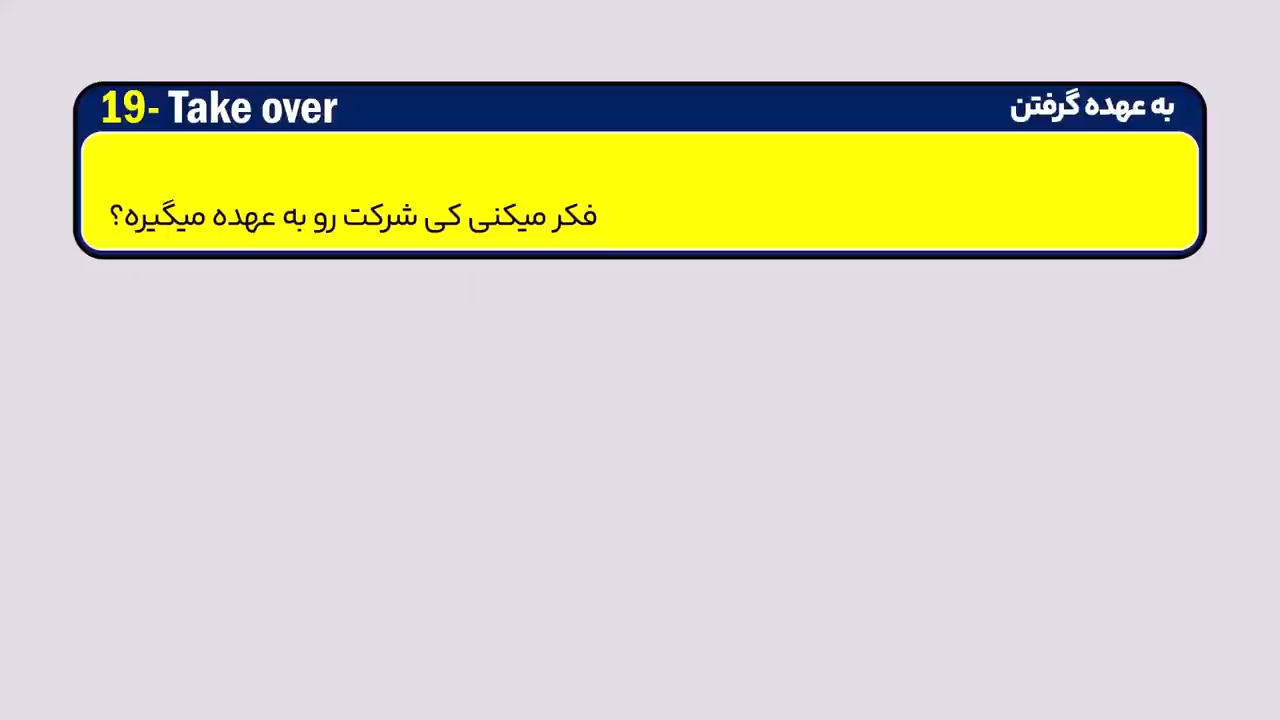 19- Take over به عهده گرفتن
فکر میکنی کی شرکت رو به عهده میگیره؟